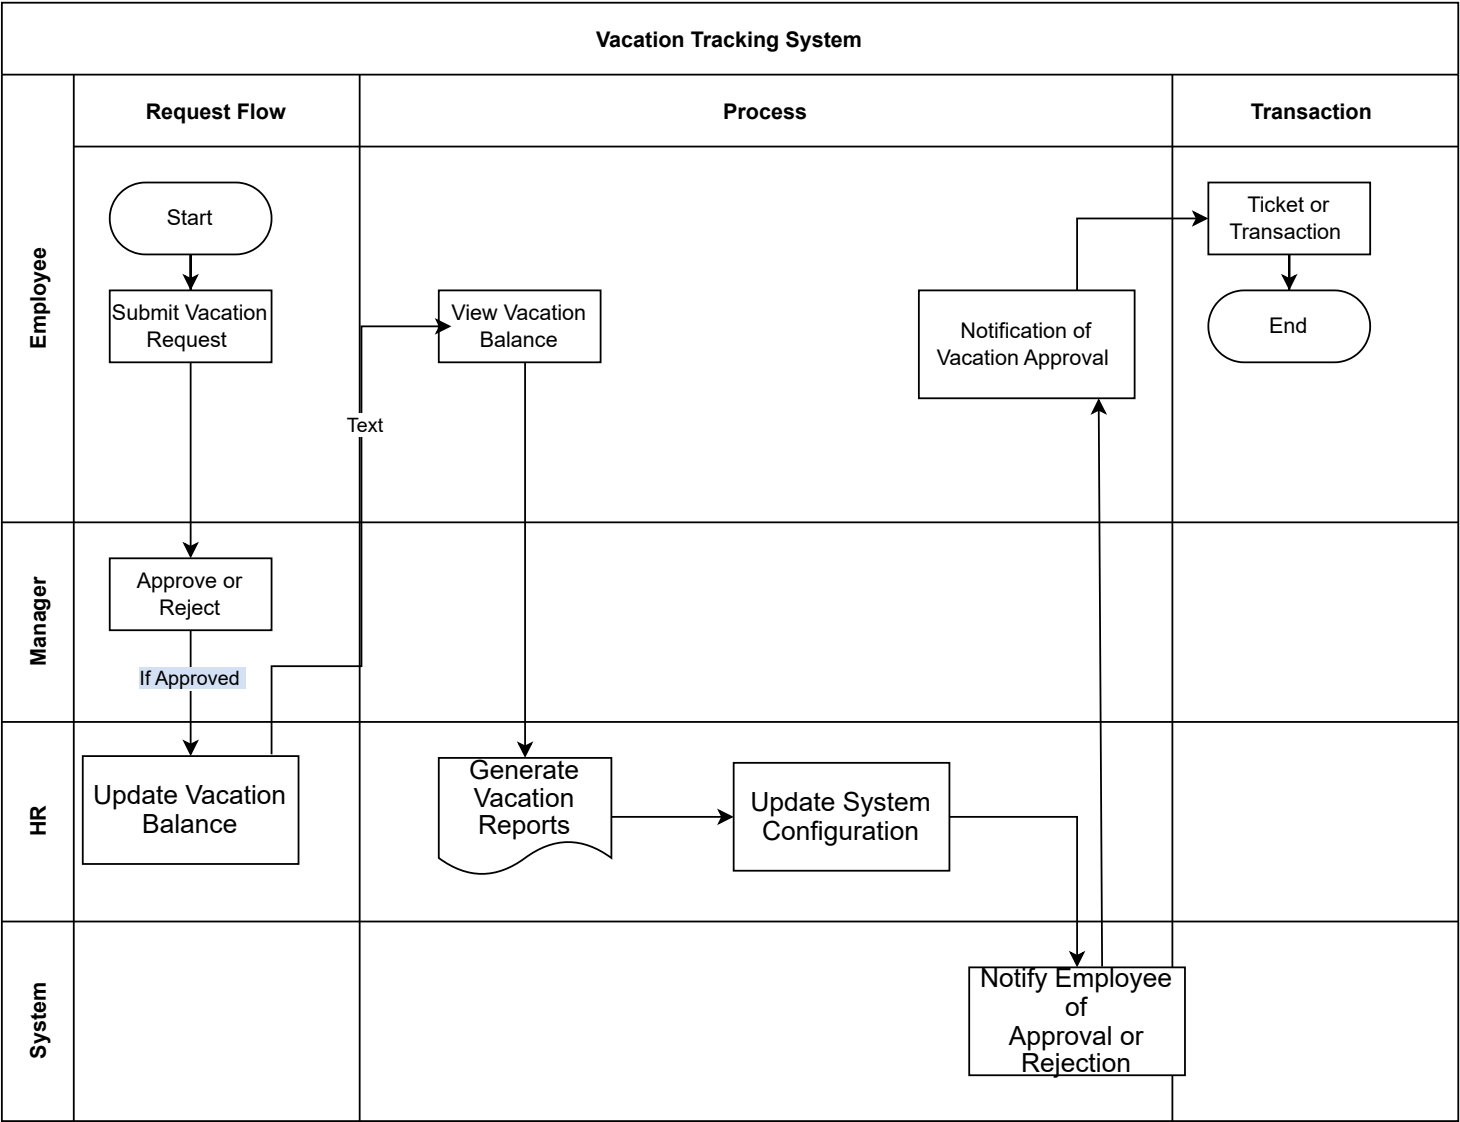 Vacation Tracking System
Request Flow
Process
Transaction
Employee
Start
Submit Vacation
Request
View Vacation
Balance
Notification of
Vacation Approval
Ticket or
Transaction
End
Text
Manager
Approve or
Reject
If Approved
HR
Update Vacation
Balance
Generate
Vacation
Reports
Update System
Configuration
System
Notify Employee
of
Approval or
Rejection